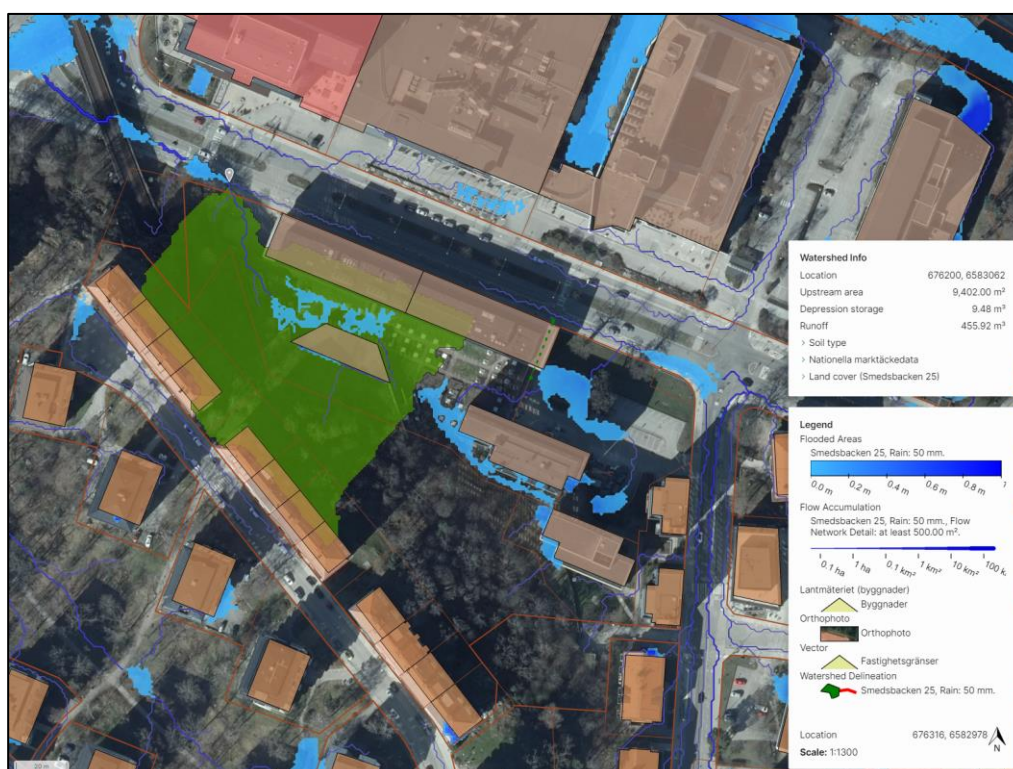 Watershed Info
Location 676200, 6583062
Upstream area 9,402.00 m²
Depression storage 9.48 m³
Runoff 455.92 m³
> Soil type
> Nationella marktäckedata
> Land cover (Smedsbacken 25)
Legend
Flooded Areas
Smedsbacken 25, Rain: 50 mm.
0.0 m 0.2 m 0.4 m 0.6 m 0.8 m 1
Flow Accumulation
Smedsbacken 25, Rain: 50 mm., Flow
Network Detail: at least 500.00 m².
0.1 ha 1 ha 0.1 km² 1 km² 10 km² 100 k
Lantmäteriet (byggnader)
Byggnader
Orthophoto
Orthophoto
Vector
Fastighetsgränser
Watershed Delineation
Smedsbacken 25, Rain: 50 mm.
Location 676316, 6582978
Scale: 1:1300
N
20 m